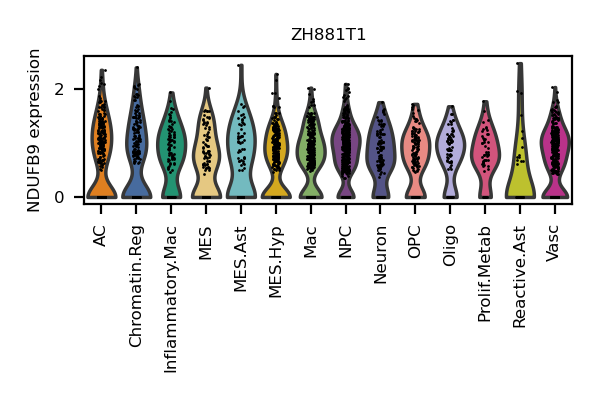 ZH881T1
NDUFB9 expression
2
0
AC
Chromatin.Reg
Inflammatory.Mac
MES
MES.Ast
MES.Hyp
Mac
NPC
Neuron
OPC
Oligo
Prolif.Metab
Reactive.Ast
Vasc